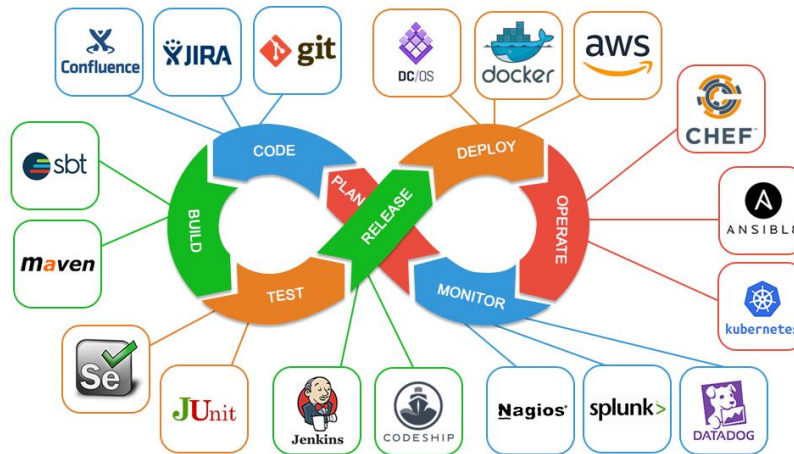 Confluence
JIRA
git
DC/OS
docker
aws
CHEF™
sbt
CODE
DEPLOY
PLAN
RELEASE
BUILD
OPERATE
ANSIBLE
maven
TEST
MONITOR
kubernetes
Se
JUnit
Jenkins
CODESHIP
Nagios®
splunk>
DATADOG